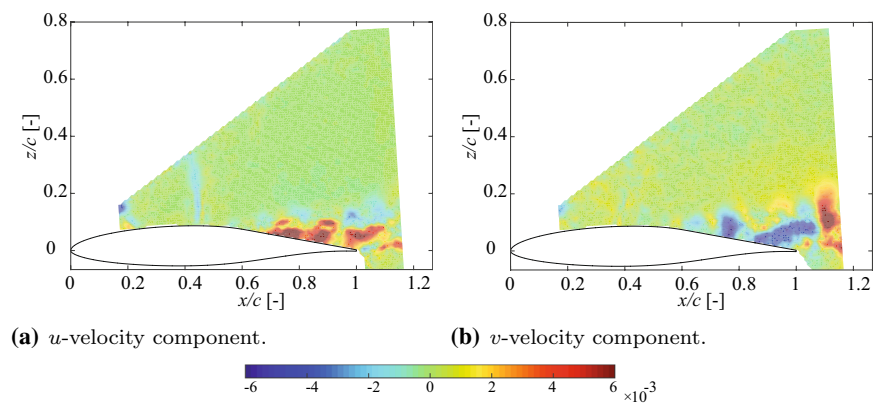 0.8 0.8
0.6 0.6
z/c [-] z/c [-]
0.4 0.4
0.2 0.2
0 0
0 0.2 0.4 0.6 0.8 1 1.2 0 0.2 0.4 0.6 0.8 1 1.2
x/c [-] x/c [-]
(a) u-velocity component. (b) v-velocity component.
-6 -4 -2 0 2 4 6
×10⁻³